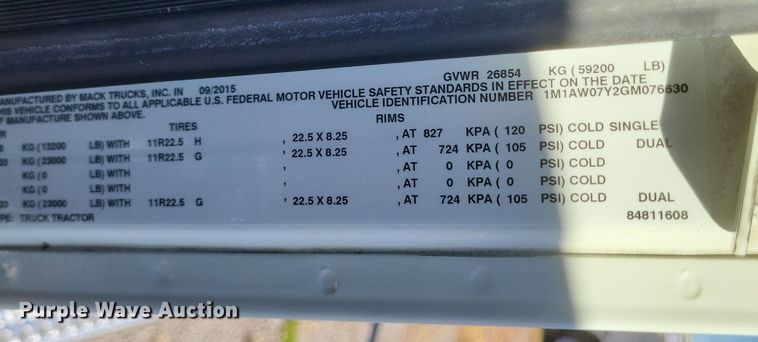 GVWR 26854 KG (59200 LB)
MANUFACTURED BY MACK TRUCKS, INC. IN 09/2015
THIS VEHICLE CONFORMS TO ALL APPLICABLE U.S. FEDERAL MOTOR VEHICLE SAFETY STANDARDS IN EFFECT ON THE DATE
OF MANUFACTURE SHOWN ABOVE. VEHICLE IDENTIFICATION NUMBER 1M1AW07Y2GM076630
TIRES RIMS
KG (13200 LB) WITH 11R22.5 H , 22.5 X 8.25 , AT 827 KPA ( 120 PSI) COLD SINGLE
KG (23000 LB) WITH 11R22.5 G , 22.5 X 8.25 , AT 724 KPA ( 105 PSI) COLD DUAL
KG (0 LB) WITH , , AT 0 KPA ( 0 PSI) COLD
KG (0 LB) WITH , , AT 0 KPA ( 0 PSI) COLD
KG (23000 LB) WITH 11R22.5 G , 22.5 X 8.25 , AT 724 KPA ( 105 PSI) COLD DUAL
TRUCK TRACTOR 84811608
Purple Wave Auction